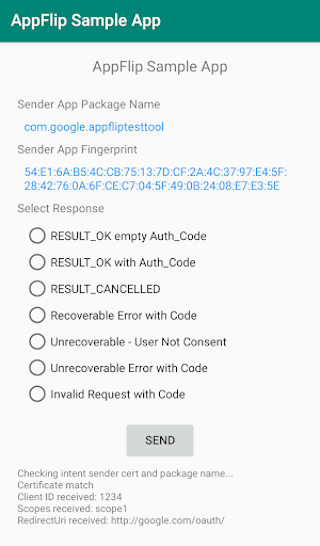 AppFlip Sample App
AppFlip Sample App
Sender App Package Name
com.google.appfliptesttool
Sender App Fingerprint
54:E1:6A:B5:4C:CB:75:13:7D:CF:2A:4C:37:97:E4:5F:
28:42:76:0A:6F:CE:C7:04:5F:49:0B:24:08:E7:E3:5E
Select Response
RESULT_OK empty Auth_Code
RESULT_OK with Auth_Code
RESULT_CANCELLED
Recoverable Error with Code
Unrecoverable - User Not Consent
Unrecoverable Error with Code
Invalid Request with Code
SEND
Checking intent sender cert and package name...
Certificate match
Client ID received: 1234
Scopes received: scope1
RedirectUri received: http://google.com/oauth/